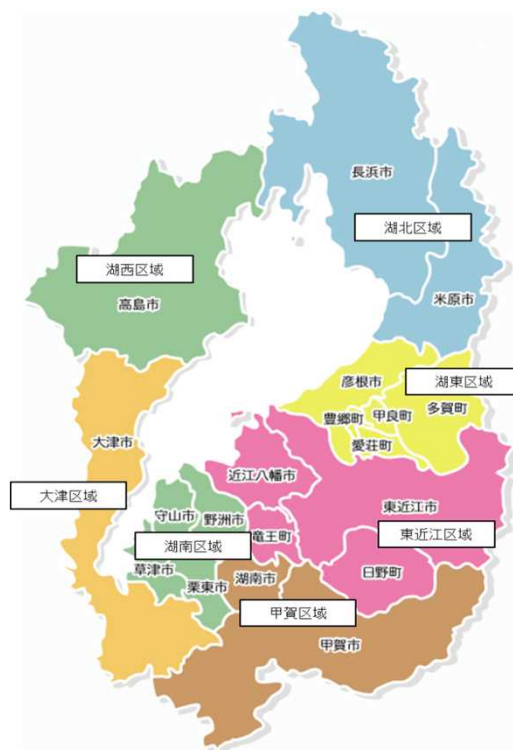 長浜市
湖北区域
湖西区域
高島市
米原市
彦根市
湖東区域
豊郷町
甲良町
多賀町
愛荘町
大津市
近江八幡市
大津区域
東近江市
守山市
野洲市
竜王町
東近江区域
湖南区域
草津市
栗東市
湖南市
日野町
甲賀区域
甲賀市